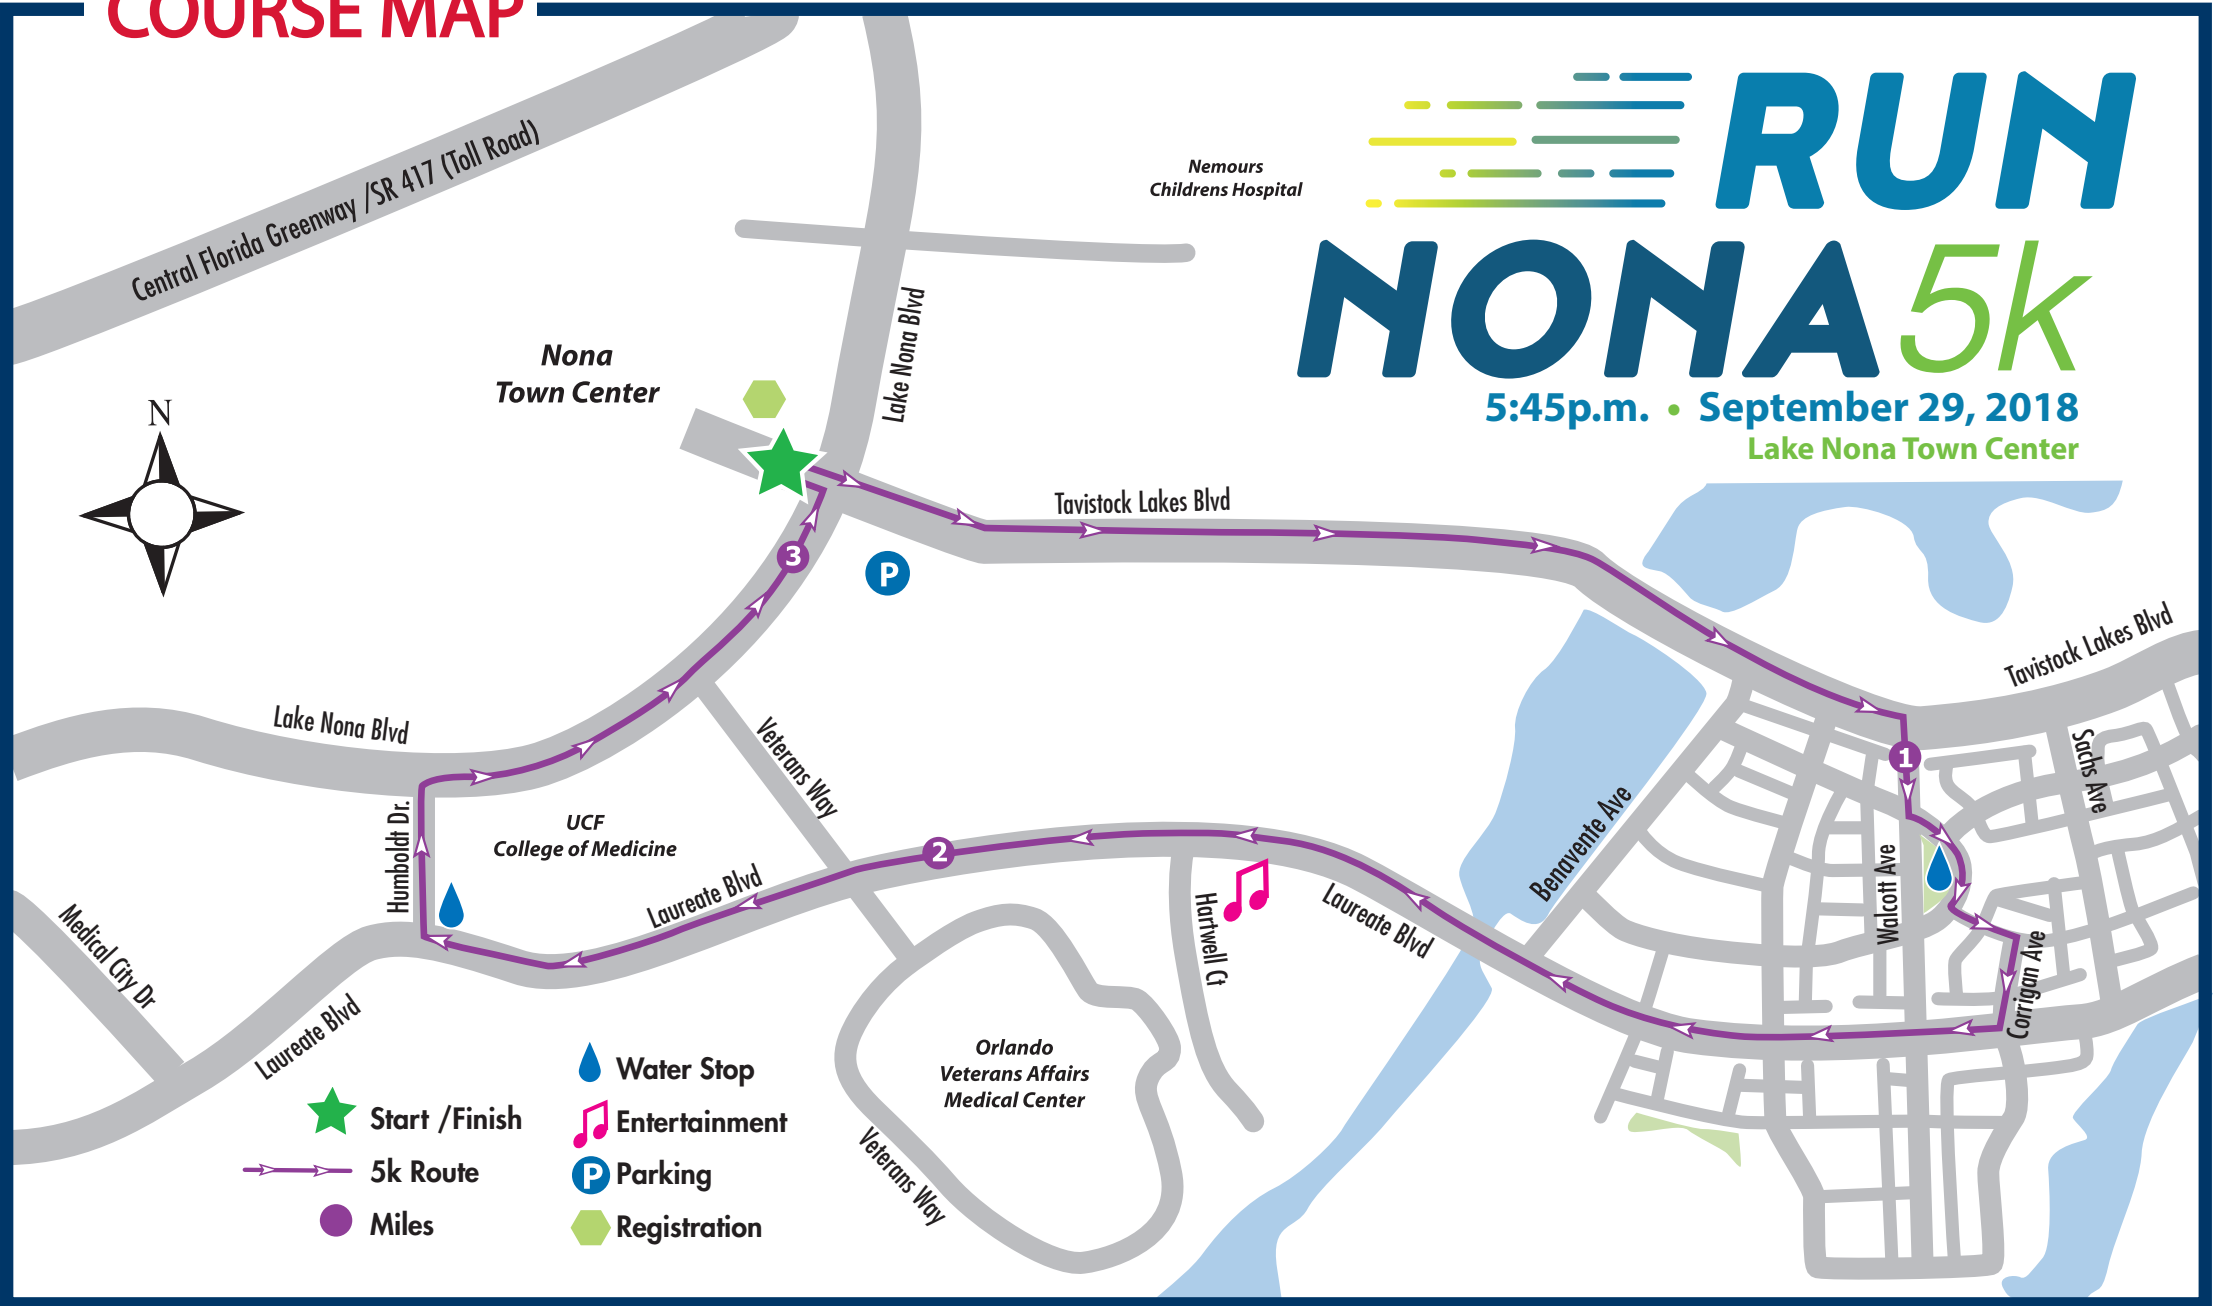 COURSE MAP
RUN
NONA 5k
5:45p.m. • September 29, 2018
Lake Nona Town Center
Central Florida Greenway /SR 417 (Toll Road)
Nemours
Childrens Hospital
Lake Nona Blvd
Nona
Town Center
N
Tavistock Lakes Blvd
3
P
Tavistock Lakes Blvd
Lake Nona Blvd
Veterans Way
1
Sachs Ave
Humboldt Dr.
UCF
College of Medicine
2
Benavente Ave
Walcott Ave
Laureate Blvd
Hartwell Ct
Laureate Blvd
Corrigan Ave
Medical City Dr
Laureate Blvd
Orlando
Veterans Affairs
Medical Center
Veterans Way
Start /Finish
5k Route
Miles
Water Stop
Entertainment
P Parking
Registration